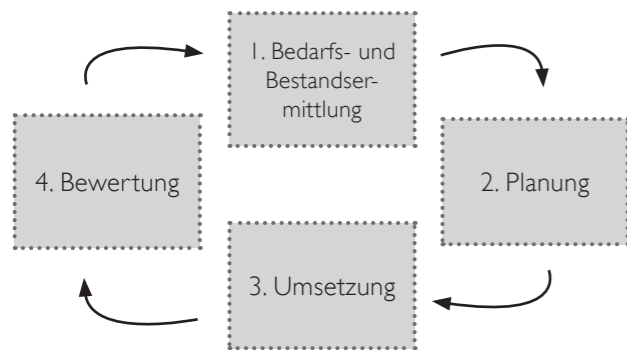 1. Bedarfs- und
Bestandser-
mittlung
2. Planung
3. Umsetzung
4. Bewertung